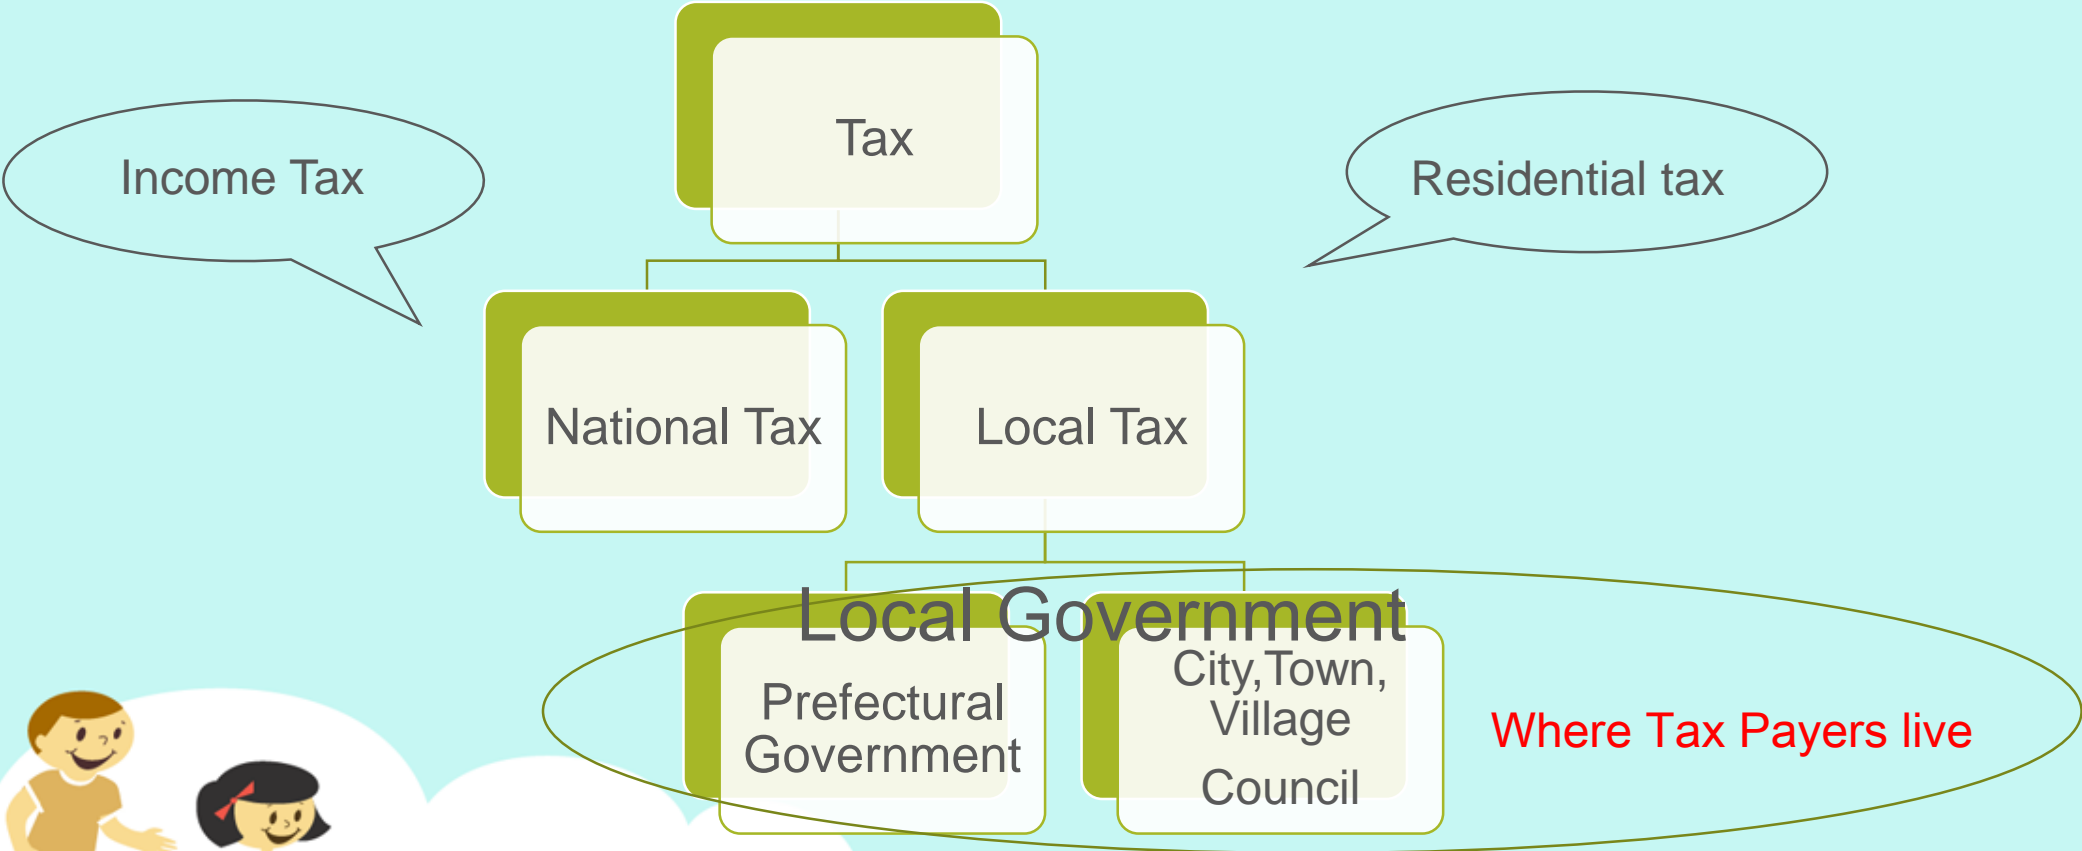 Tax
Income Tax
Residential tax
National Tax
Local Tax
Local Government
Prefectural
Government
City,Town,
Village
Council
Where Tax Payers live